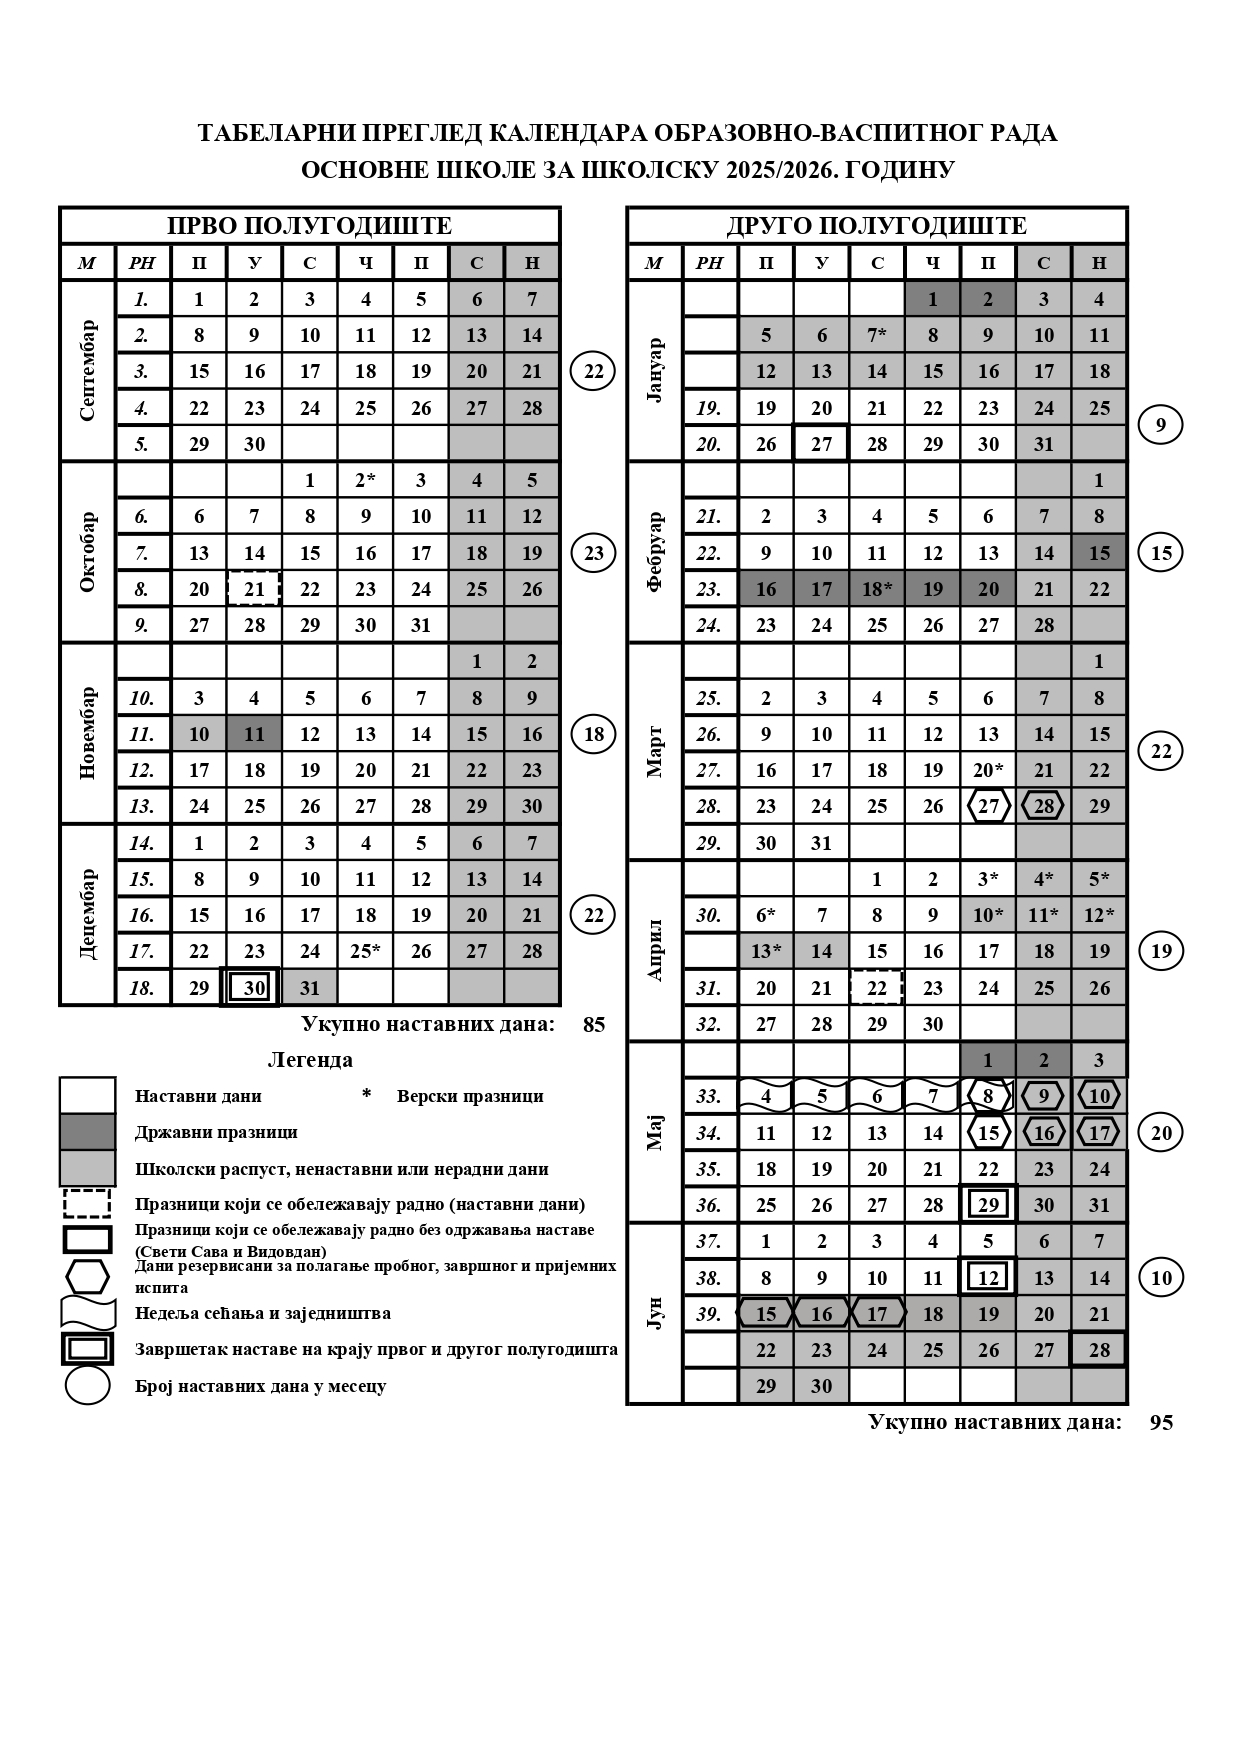 ТАБЕЛАРНИ ПРЕГЛЕД КАЛЕНДАРА ОБРАЗОВНО-ВАСПИТНОГ РАДА
ОСНОВНЕ ШКОЛЕ ЗА ШКОЛСКУ 2025/2026. ГОДИНУ
ПРВО ПОЛУГОДИШТЕ
М РН П У С Ч П С Н
Септембар
1. 1 2 3 4 5 6 7
2. 8 9 10 11 12 13 14
3. 15 16 17 18 19 20 21
22
4. 22 23 24 25 26 27 28
5. 29 30
Октобар
1 2* 3 4 5
6. 6 7 8 9 10 11 12
7. 13 14 15 16 17 18 19
23
8. 20 21 22 23 24 25 26
9. 27 28 29 30 31
Новембар
1 2
10. 3 4 5 6 7 8 9
11. 10 11 12 13 14 15 16
18
12. 17 18 19 20 21 22 23
13. 24 25 26 27 28 29 30
Децембар
14. 1 2 3 4 5 6 7
15. 8 9 10 11 12 13 14
16. 15 16 17 18 19 20 21
22
17. 22 23 24 25* 26 27 28
18. 29 30 31
Укупно наставних дана: 85
Легенда
Наставни дани * Верски празници
Државни празници
Школски распуст, ненаставни или нерадни дани
Празници који се обележавају радно (наставни дани)
Празници који се обележавају радно без одржавања наставе
(Свети Сава и Видовдан)
Дани резервисани за полагање пробног, завршног и пријемних
испита
Недеља сећања и заједништва
Завршетак наставе на крају првог и другог полугодишта
Број наставних дана у месецу
ДРУГО ПОЛУГОДИШТЕ
М РН П У С Ч П С Н
Јануар
1 2 3 4
5 6 7* 8 9 10 11
12 13 14 15 16 17 18
19. 19 20 21 22 23 24 25
9
20. 26 27 28 29 30 31
Фебруар
1
21. 2 3 4 5 6 7 8
22. 9 10 11 12 13 14 15
15
23. 16 17 18* 19 20 21 22
24. 23 24 25 26 27 28
Март
1
25. 2 3 4 5 6 7 8
26. 9 10 11 12 13 14 15
22
27. 16 17 18 19 20* 21 22
28. 23 24 25 26 27 28 29
29. 30 31
Април
1 2 3* 4* 5*
30. 6* 7 8 9 10* 11* 12*
13* 14 15 16 17 18 19
19
31. 20 21 22 23 24 25 26
32. 27 28 29 30
Мај
1 2 3
33. 4 5 6 7 8 9 10
34. 11 12 13 14 15 16 17
20
35. 18 19 20 21 22 23 24
36. 25 26 27 28 29 30 31
Јун
37. 1 2 3 4 5 6 7
38. 8 9 10 11 12 13 14
10
39. 15 16 17 18 19 20 21
22 23 24 25 26 27 28
29 30
Укупно наставних дана: 95